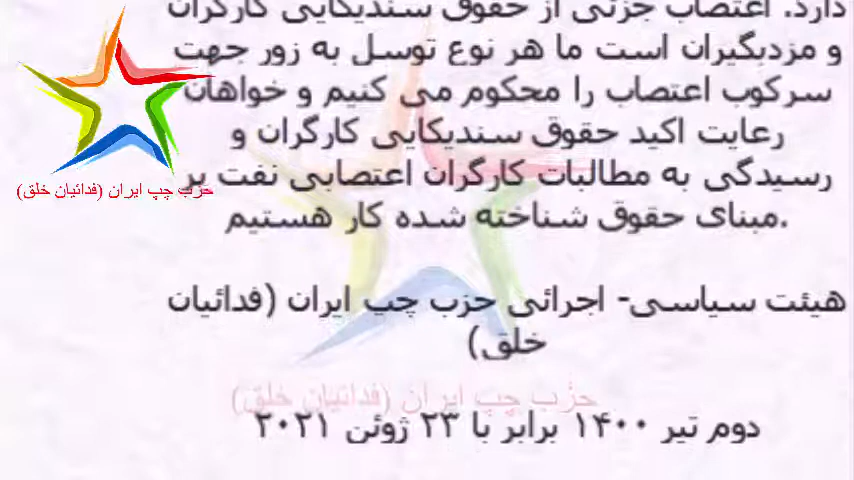 دارد. اعتصاب جزئی از حقوق سندیکایی کارگران
و مزدبگیران است ما هر نوع توسل به زور جهت
سرکوب اعتصاب را محکوم می کنیم و خواهان
رعایت اکید حقوق سندیکایی کارگران و
رسیدگی به مطالبات کارگران اعتصابی نفت بر
مبنای حقوق شناخته شده کار هستیم.
حزب چپ ایران (فدائیان خلق)
هیئت سیاسی- اجرائی حزب چپ ایران (فدائیان
خلق)
حزب چپ ایران (فدائیان خلق)
دوم تیر ۱۴۰۰ برابر با ۲۳ ژوئن ۲۰۲۱